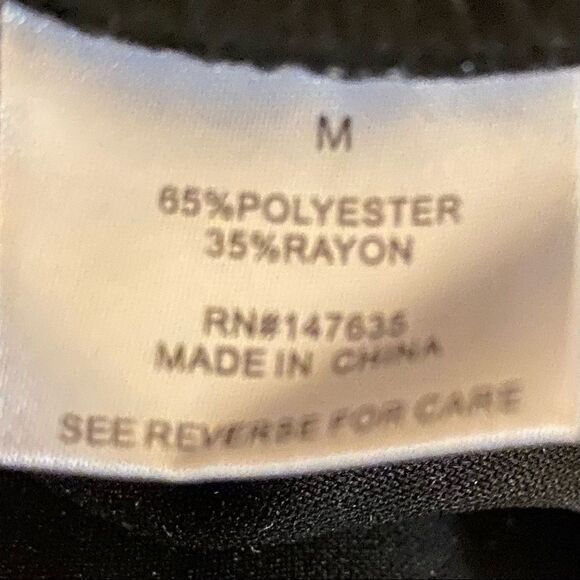 M
65%POLYESTER
35%RAYON
RN#147635
MADE IN CHINA
SEE REVERSE FOR CARE